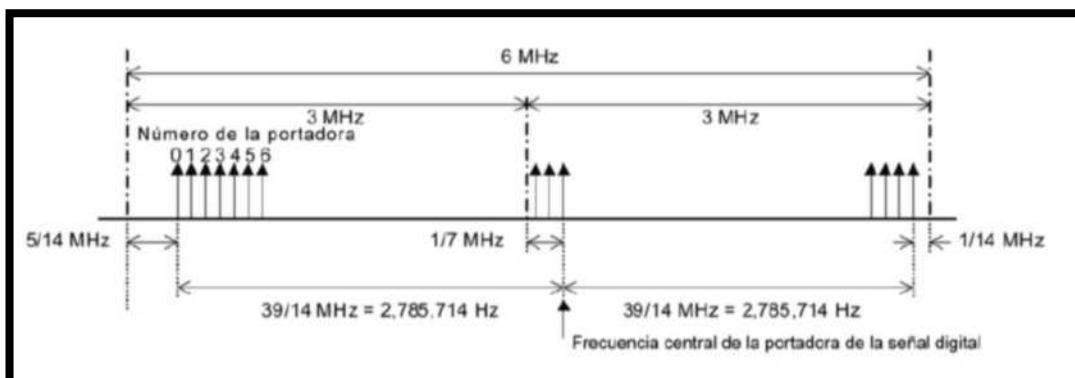 6 MHz
3 MHz
3 MHz
Número de la portadora
0 1 2 3 4 5 6
5/14 MHz
1/7 MHz
1/14 MHz
39/14 MHz = 2,785.714 Hz
39/14 MHz = 2,785,714 Hz
Frecuencia central de la portadora de la señal digital